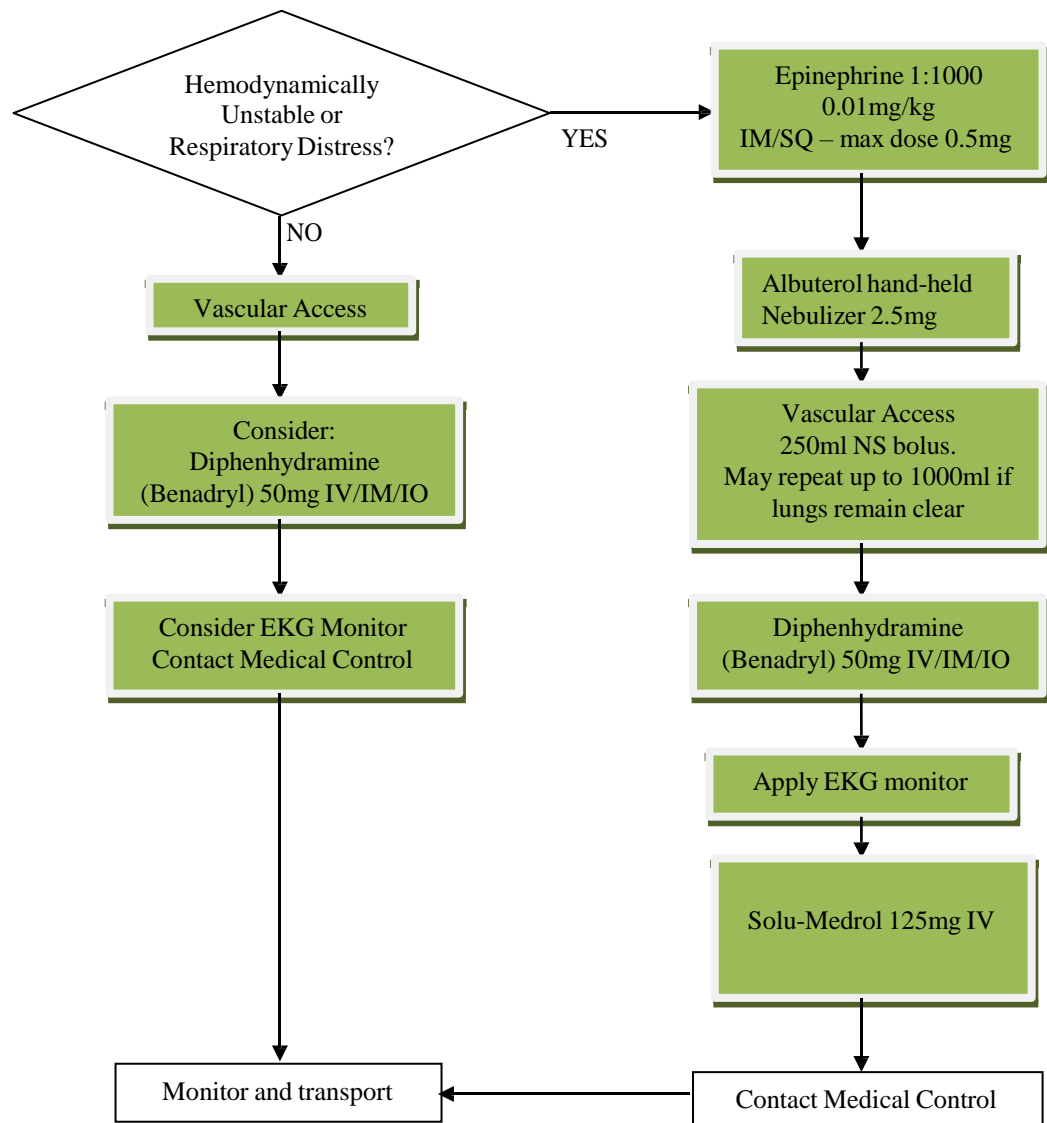 Hemodynamically
Unstable or
Respiratory Distress?
YES
Epinephrine 1:1000
0.01mg/kg
IM/SQ – max dose 0.5mg
NO
Vascular Access
Consider:
Diphenhydramine
(Benadryl) 50mg IV/IM/IO
Consider EKG Monitor
Contact Medical Control
Albuterol hand-held
Nebulizer 2.5mg
Vascular Access
250ml NS bolus.
May repeat up to 1000ml if
lungs remain clear
Diphenhydramine
(Benadryl) 50mg IV/IM/IO
Apply EKG monitor
Solu-Medrol 125mg IV
Monitor and transport
Contact Medical Control